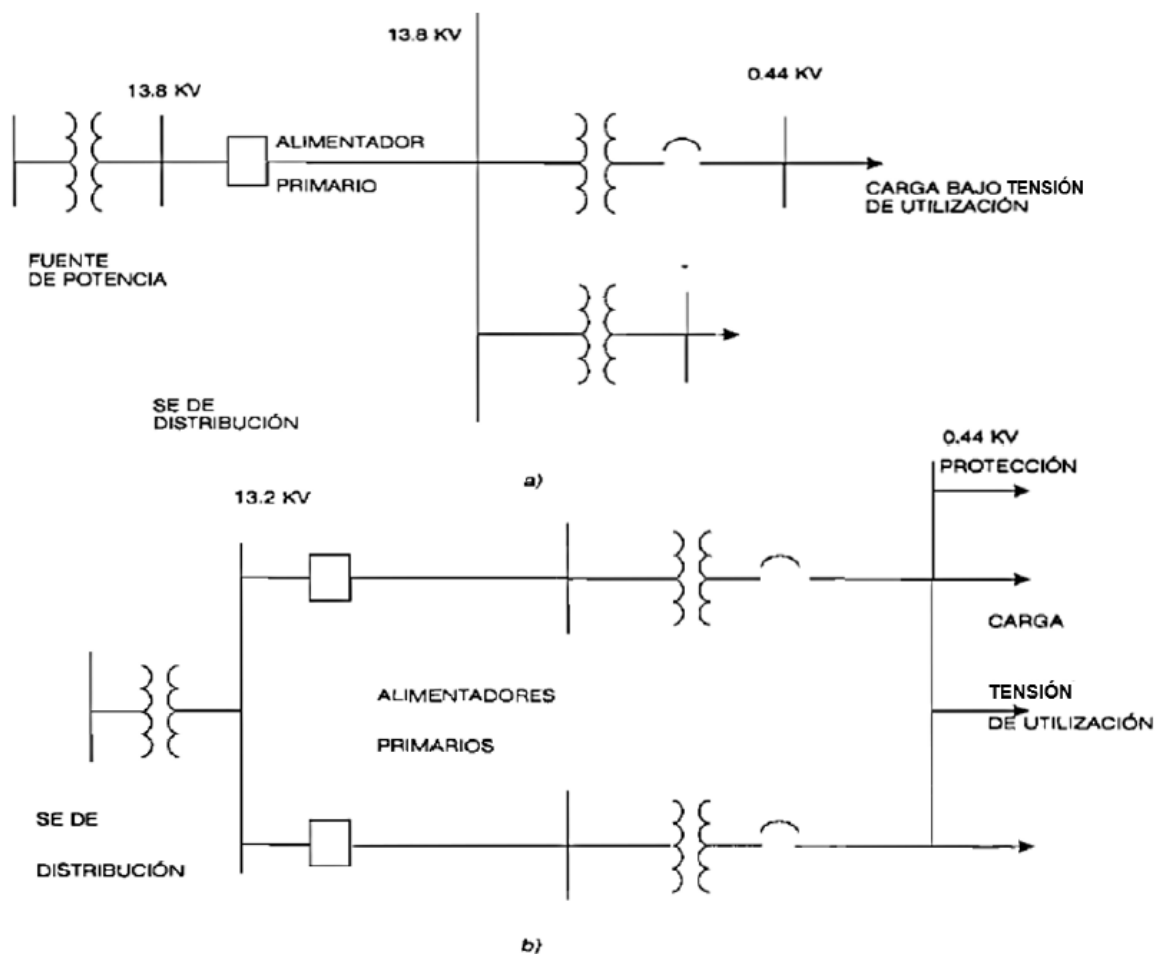 13.8 KV
13.8 KV
0.44 KV
ALIMENTADOR
PRIMARIO
CARGA BAJO TENSIÓN
DE UTILIZACIÓN
FUENTE
DE POTENCIA
SE DE
DISTRIBUCIÓN
a)
0.44 KV
PROTECCIÓN
13.2 KV
CARGA
ALIMENTADORES
PRIMARIOS
TENSIÓN
DE UTILIZACIÓN
SE DE
DISTRIBUCIÓN
b)